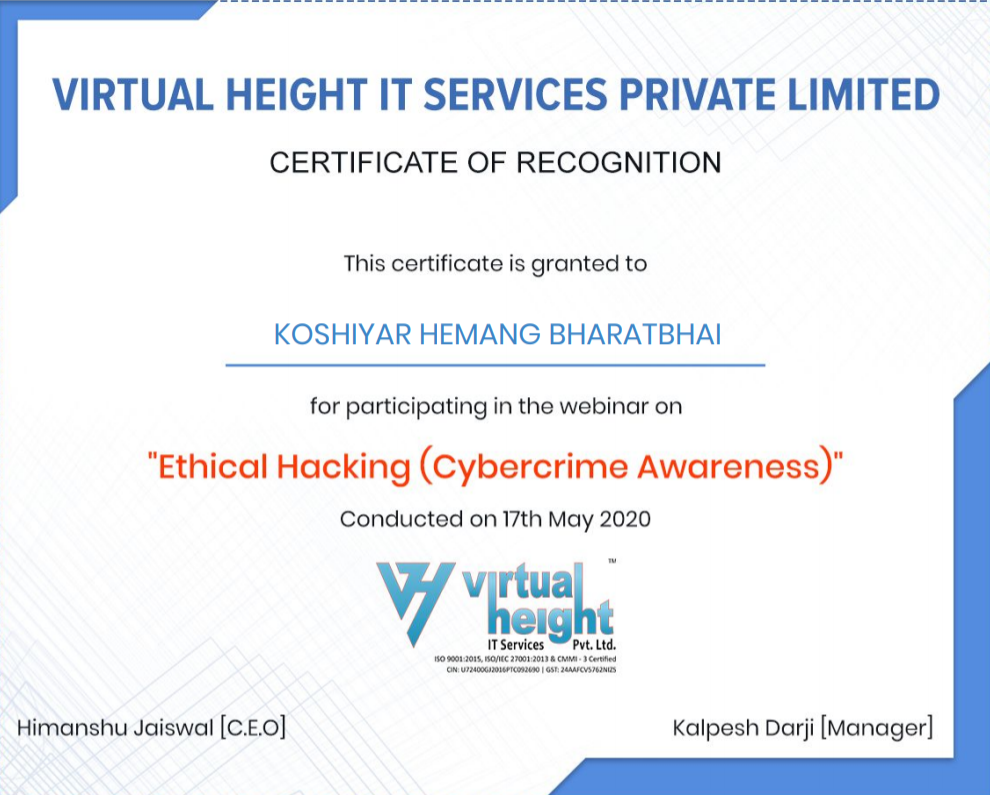 VIRTUAL HEIGHT IT SERVICES PRIVATE LIMITED
CERTIFICATE OF RECOGNITION
This certificate is granted to
KOSHIYAR HEMANG BHARATBHAI
for participating in the webinar on
"Ethical Hacking (Cybercrime Awareness)"
Conducted on 17th May 2020
VH virtual TM
height
IT Services Pvt. Ltd.
ISO 9001:2015, ISO/IEC 27001:2013 & CMMI - 3 Certified
CIN: U72400GJ2016PTC092690 | GST: 24AAFCV5762N1ZS
Himanshu Jaiswal [C.E.O]
Kalpesh Darji [Manager]